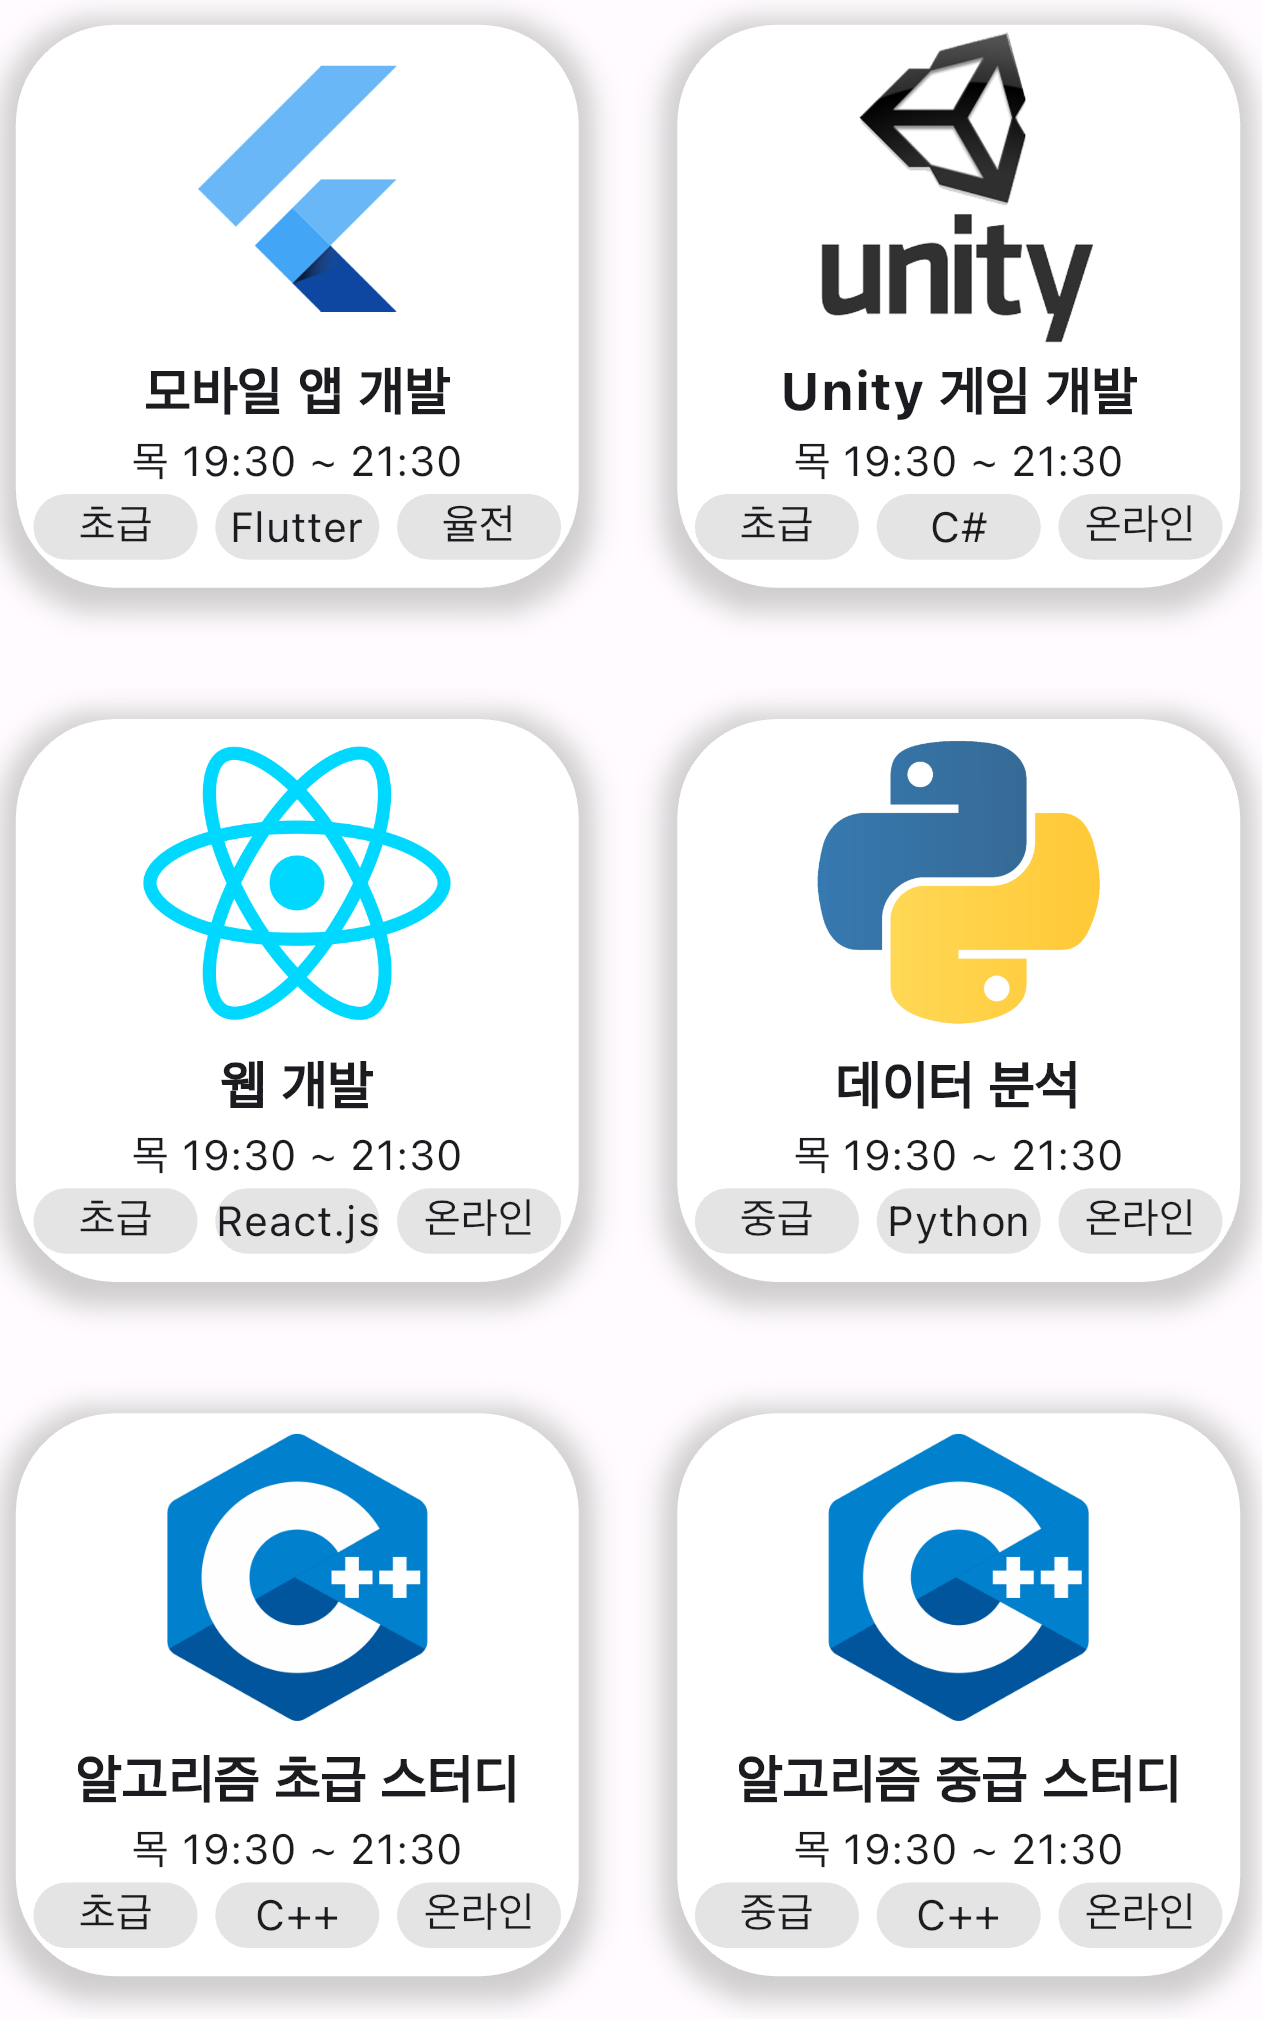 unity
모바일 앱 개발
목 19:30 ~ 21:30
초급 Flutter 율전
Unity 게임 개발
목 19:30 ~ 21:30
초급 C# 온라인
웹 개발
목 19:30 ~ 21:30
초급 React.js 온라인
데이터 분석
목 19:30 ~ 21:30
중급 Python 온라인
C++
알고리즘 초급 스터디
목 19:30 ~ 21:30
초급 C++ 온라인
C++
알고리즘 중급 스터디
목 19:30 ~ 21:30
중급 C++ 온라인